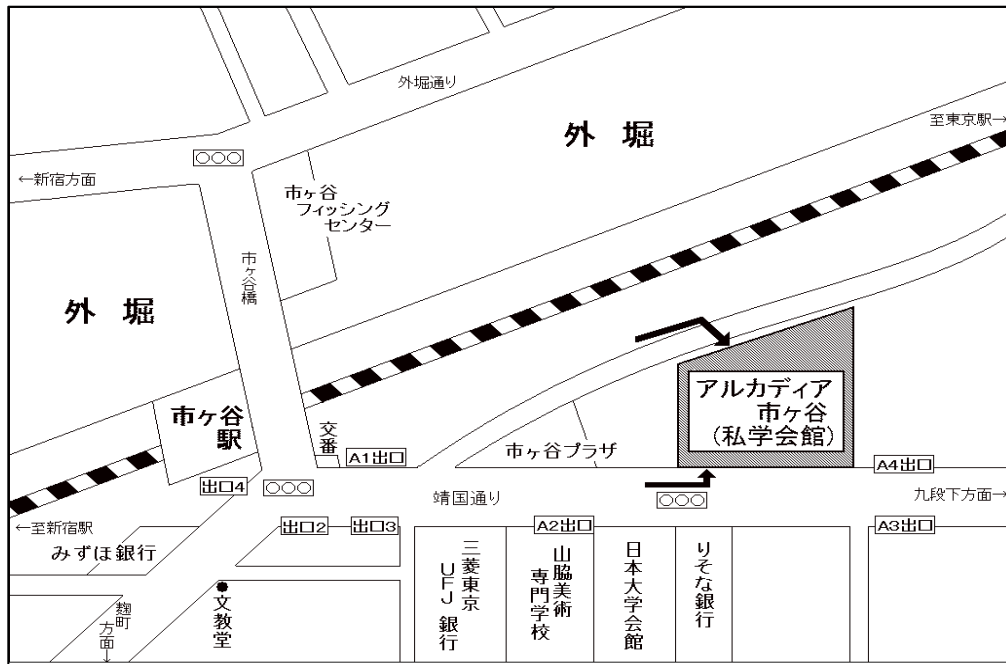 外堀通り
外 堀
至東京駅→
←新宿方面
市ヶ谷
フィッシング
センター
市ヶ谷橋
外 堀
アルカディア
市ヶ谷
(私学会館)
市ヶ谷
駅
交番
A1出口
市ヶ谷プラザ
A4出口
出口4
靖国通り
九段下方面→
←至新宿駅
出口2
出口3
A2出口
A3出口
みずほ銀行
三菱東京
UFJ 銀行
山脇美術
専門学校
日本大学会館
りそな銀行
文教堂
麹町
方面→